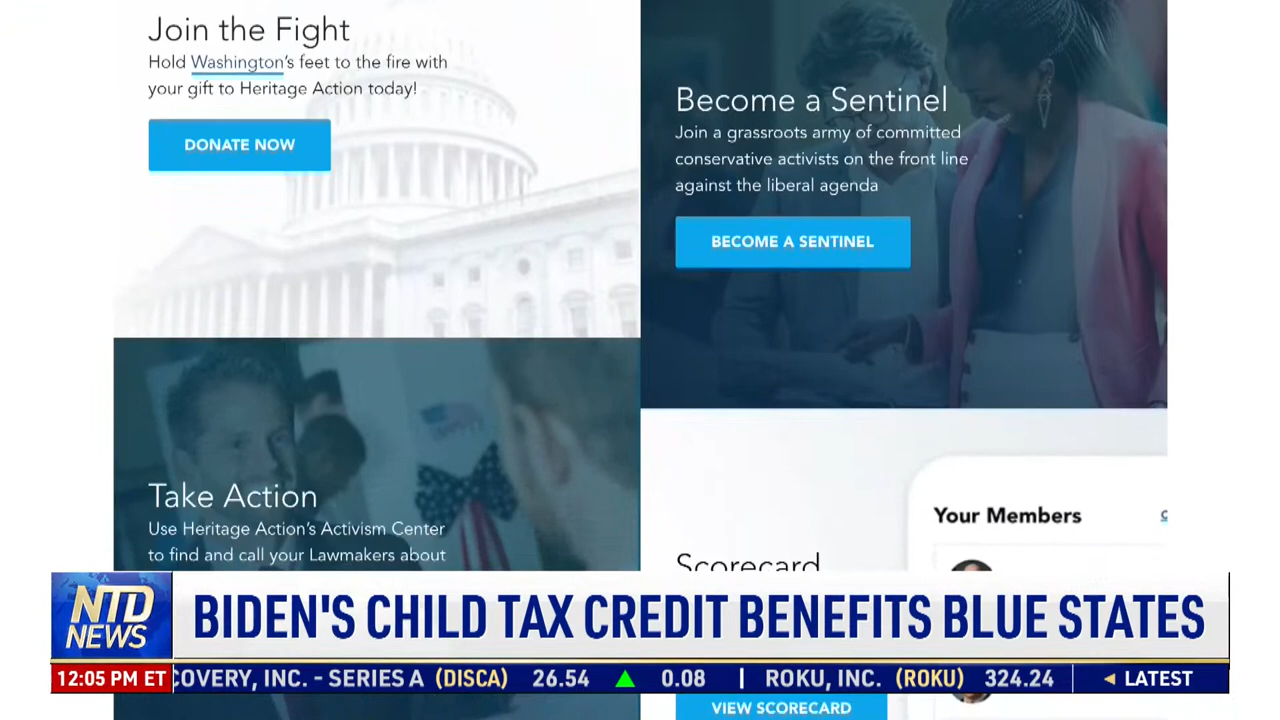 Join the Fight
Hold Washington's feet to the fire with
your gift to Heritage Action today!
DONATE NOW
Become a Sentinel
Join a grassroots army of committed
conservative activists on the front line
against the liberal agenda
BECOME A SENTINEL
Take Action
Use Heritage Action's Activism Center
to find and call your Lawmakers about
Your Members
Scorecard
NTD
NEWS
BIDEN'S CHILD TAX CREDIT BENEFITS BLUE STATES
12:05 PM ET
COVERY, INC. - SERIES A (DISCA) 26.54 ▲ 0.08 | ROKU, INC. (ROKU) 324.24
◄ LATEST
VIEW SCORECARD